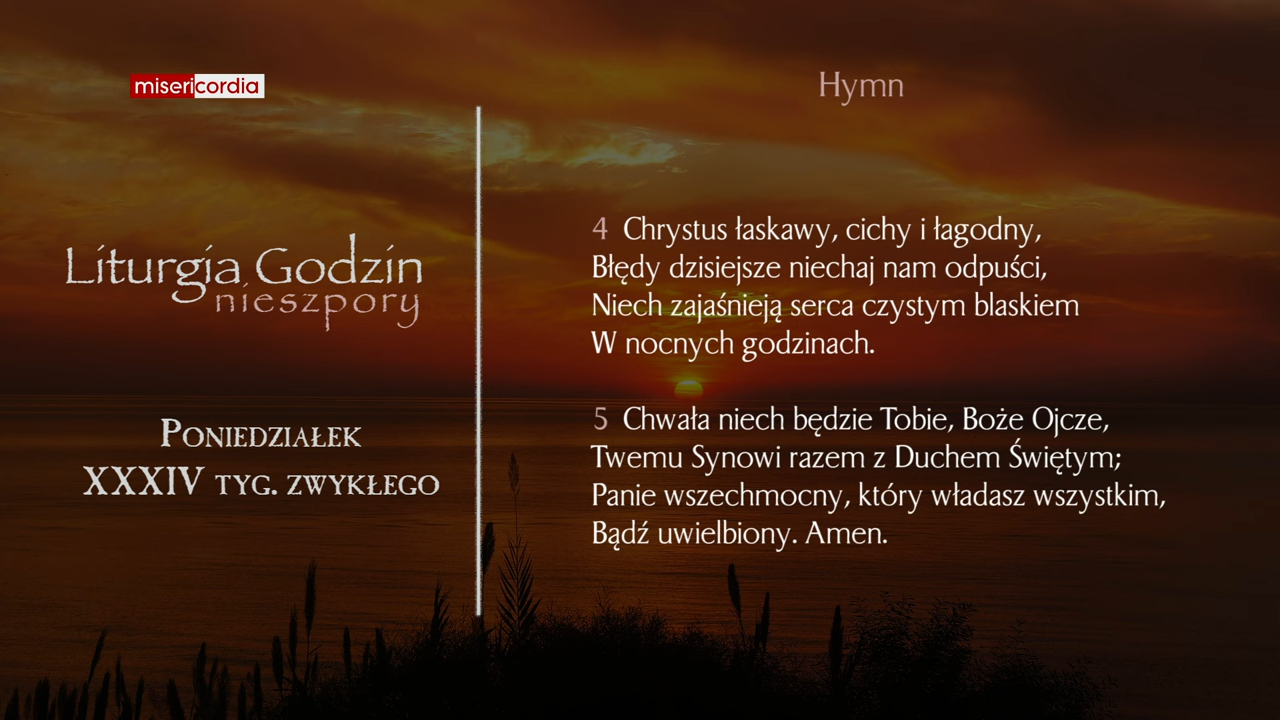 misericordia
Hymn
Liturgia Godzin
nieszpory
Poniedziałek
XXXIV tyg. zwykłego
4 Chrystus łaskawy, cichy i łagodny,
Błędy dzisiejsze niechaj nam odpuści,
Niech zajaśnieją serca czystym blaskiem
W nocnych godzinach.
5 Chwała niech będzie Tobie, Boże Ojcze,
Twemu Synowi razem z Duchem Świętym;
Panie wszechmocny, który władasz wszystkim,
Bądź uwielbiony. Amen.